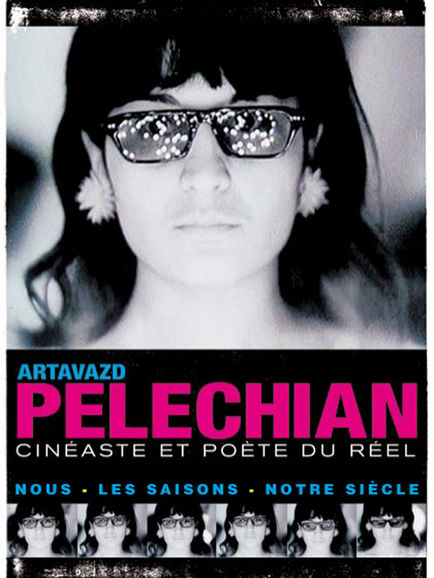 ARTAVAZD
PELECHIAN
CINÉASTE ET POÈTE DU RÉEL
NOUS - LES SAISONS - NOTRE SIÈCLE